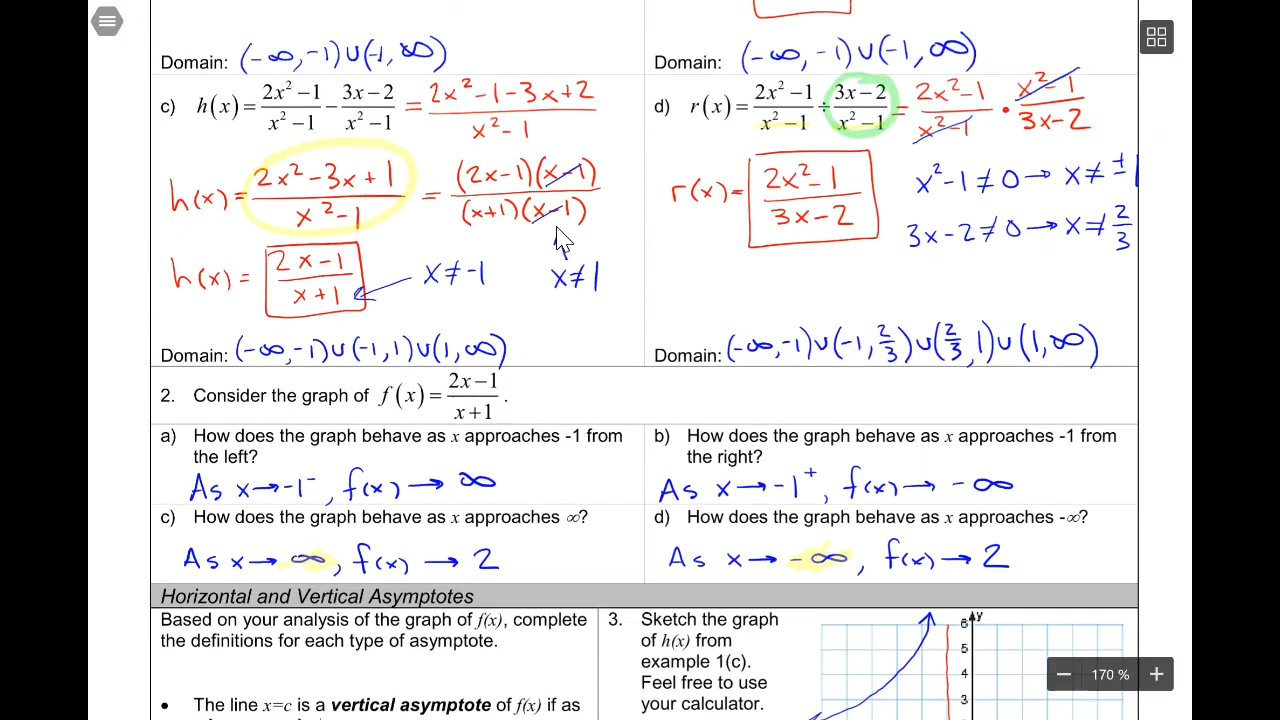 Domain: (-∞, -1) ∪ (-1, ∞)
Domain: (-∞, -1) ∪ (-1, ∞)
c) h(x) = (2x² − 1)/(x² − 1) − (3x − 2)/(x² − 1) = (2x² - 1 - 3x + 2)/(x² - 1)
h(x) = (2x² - 3x + 1)/(x² - 1) = ((2x-1)(x-1))/((x+1)(x-1))
h(x) = (2x - 1)/(x + 1) x ≠ -1 x ≠ 1
Domain: (-∞, -1) ∪ (-1, 1) ∪ (1, ∞)
d) r(x) = (2x² − 1)/(x² − 1) ÷ (3x − 2)/(x² − 1) = (2x² - 1)/(x² - 1) • (x² - 1)/(3x - 2)
r(x) = (2x² - 1)/(3x - 2)
x² - 1 ≠ 0 → x ≠ ± 1
3x - 2 ≠ 0 → x ≠ 2/3
Domain: (-∞, -1) ∪ (-1, 2/3) ∪ (2/3, 1) ∪ (1, ∞)
2. Consider the graph of f(x) = (2x − 1)/(x + 1).
a) How does the graph behave as x approaches -1 from
the left?
As x → -1⁻, f(x) → ∞
b) How does the graph behave as x approaches -1 from
the right?
As x → -1⁺, f(x) → -∞
c) How does the graph behave as x approaches ∞?
As x → ∞, f(x) → 2
d) How does the graph behave as x approaches -∞?
As x → -∞, f(x) → 2
Horizontal and Vertical Asymptotes
Based on your analysis of the graph of f(x), complete
the definitions for each type of asymptote.
• The line x=c is a vertical asymptote of f(x) if as
3. Sketch the graph
of h(x) from
example 1(c).
Feel free to use
your calculator.
y
6
5
4
3
170 %